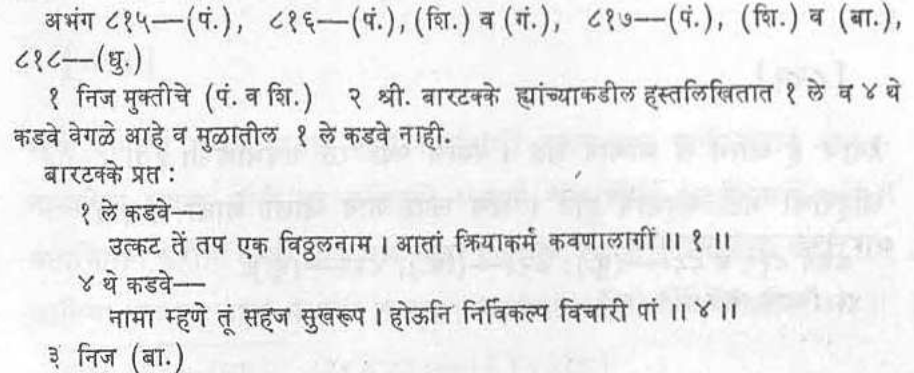 अभंग ८१५—(पं.), ८१६—(पं.), (शि.) व (गं.), ८१७—(पं.), (शि.) व (बा.),
८१८—(धु.)
१ निज मुक्तीचे (पं. व शि.) २ श्री. बारटक्के ह्यांच्याकडील हस्तलिखितात १ ले व ४ थे
कडवे वेगळे आहे व मुळातील १ ले कडवे नाही.
बारटक्के प्रत :
१ ले कडवे—
उत्कट तें तप एक विठ्ठलनाम । आतां क्रियाकर्म कवणालागीं ॥ १ ॥
४ थे कडवे—
नामा म्हणे तू सहज सुखरूप । होऊनि निर्विकल्प विचारी पां ॥ ४ ॥
३ निज (बा.)